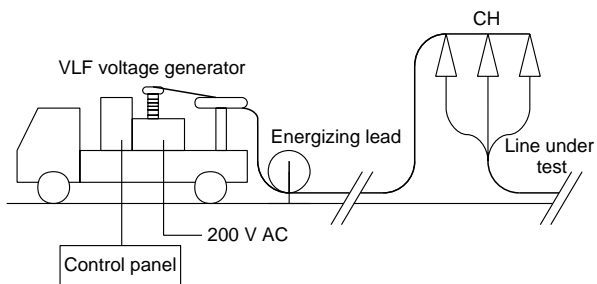 CH
VLF voltage generator
Energizing lead
Line under
test
200 V AC
Control panel